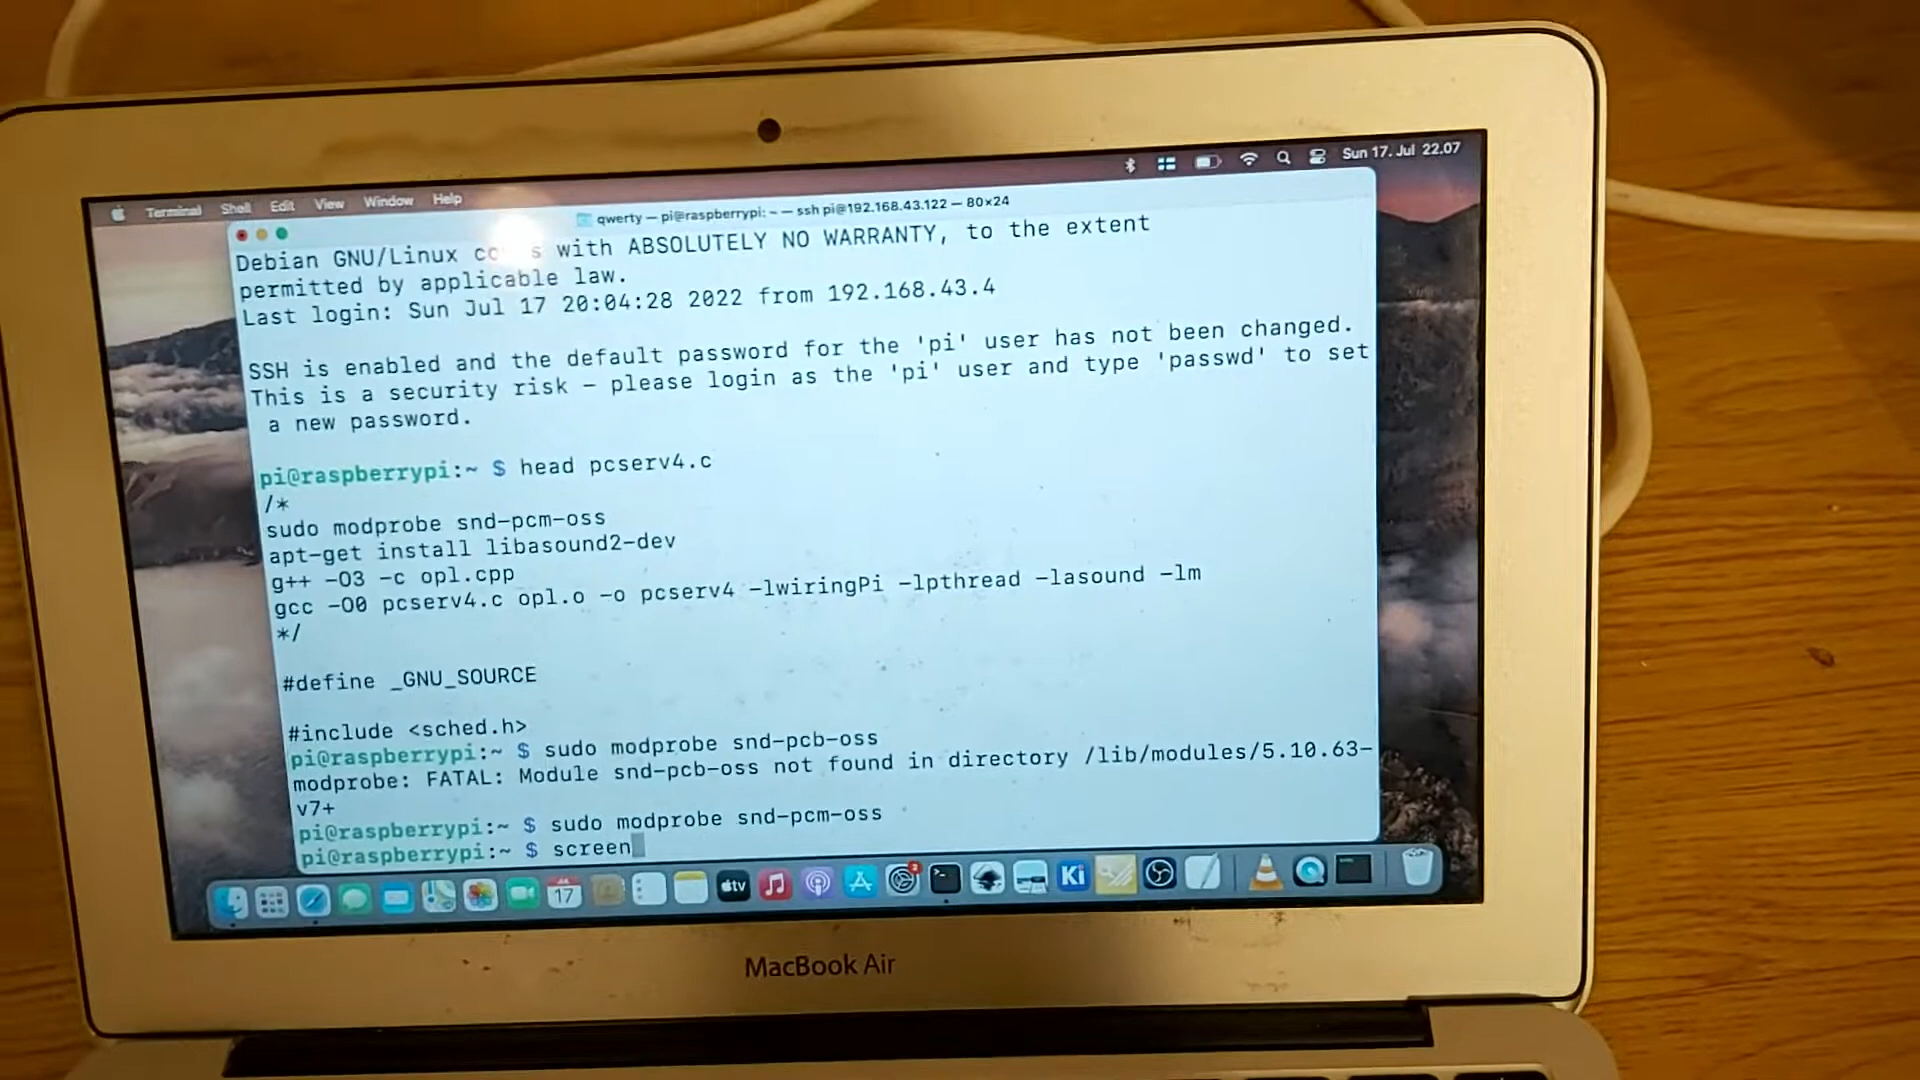 Terminal Shell Edit View Window Help Sun 17. Jul 22.07
qwerty — pi@raspberrypi: ~ — ssh pi@192.168.43.122 — 80×24
Debian GNU/Linux co s with ABSOLUTELY NO WARRANTY, to the extent
permitted by applicable law.
Last login: Sun Jul 17 20:04:28 2022 from 192.168.43.4
SSH is enabled and the default password for the 'pi' user has not been changed.
This is a security risk - please login as the 'pi' user and type 'passwd' to set
a new password.
pi@raspberrypi:~ $ head pcserv4.c
/*
sudo modprobe snd-pcm-oss
apt-get install libasound2-dev
g++ -O3 -c opl.cpp
gcc -O0 pcserv4.c opl.o -o pcserv4 -lwiringPi -lpthread -lasound -lm
*/
#define _GNU_SOURCE
#include <sched.h>
pi@raspberrypi:~ $ sudo modprobe snd-pcb-oss
modprobe: FATAL: Module snd-pcb-oss not found in directory /lib/modules/5.10.63-
v7+
pi@raspberrypi:~ $ sudo modprobe snd-pcm-oss
pi@raspberrypi:~ $ screen
17
tv
Ki
MacBook Air